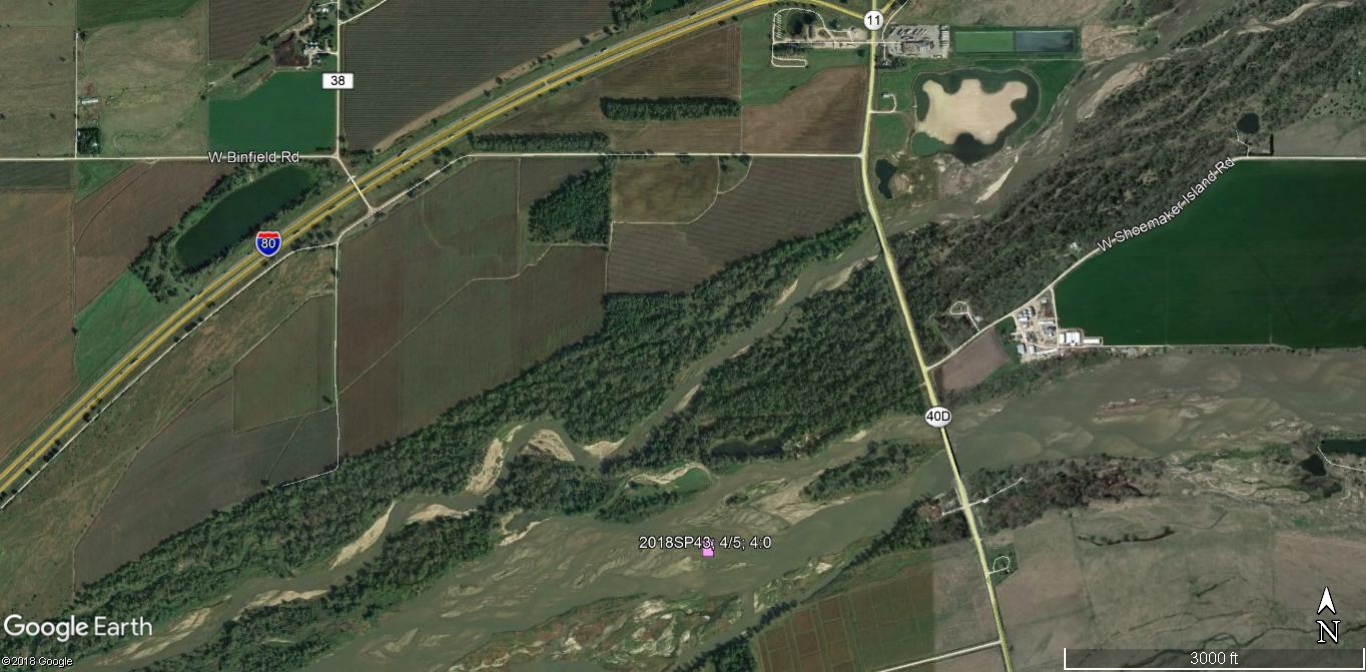 11
38
W Binfield Rd
W Shoemaker Island Rd
80
40D
2018SP43; 4/5; 4.0
Google Earth
N
©2018 Google
3000 ft